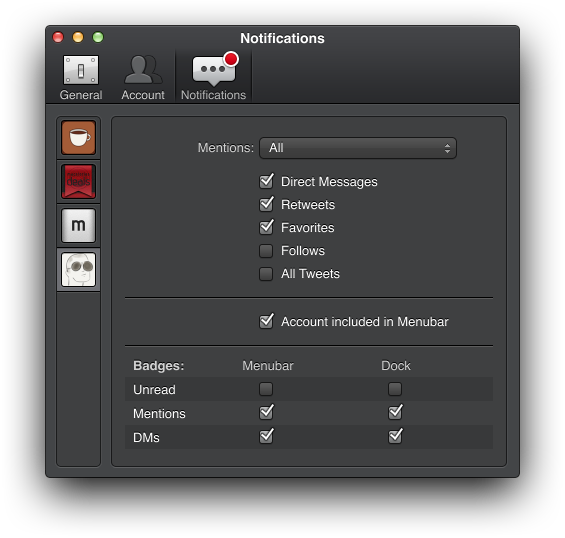 Notifications
General Account Notifications
Mentions: All
Direct Messages
Retweets
Favorites
Follows
All Tweets
m
Account included in Menubar
Badges: Menubar Dock
Unread
Mentions
DMs